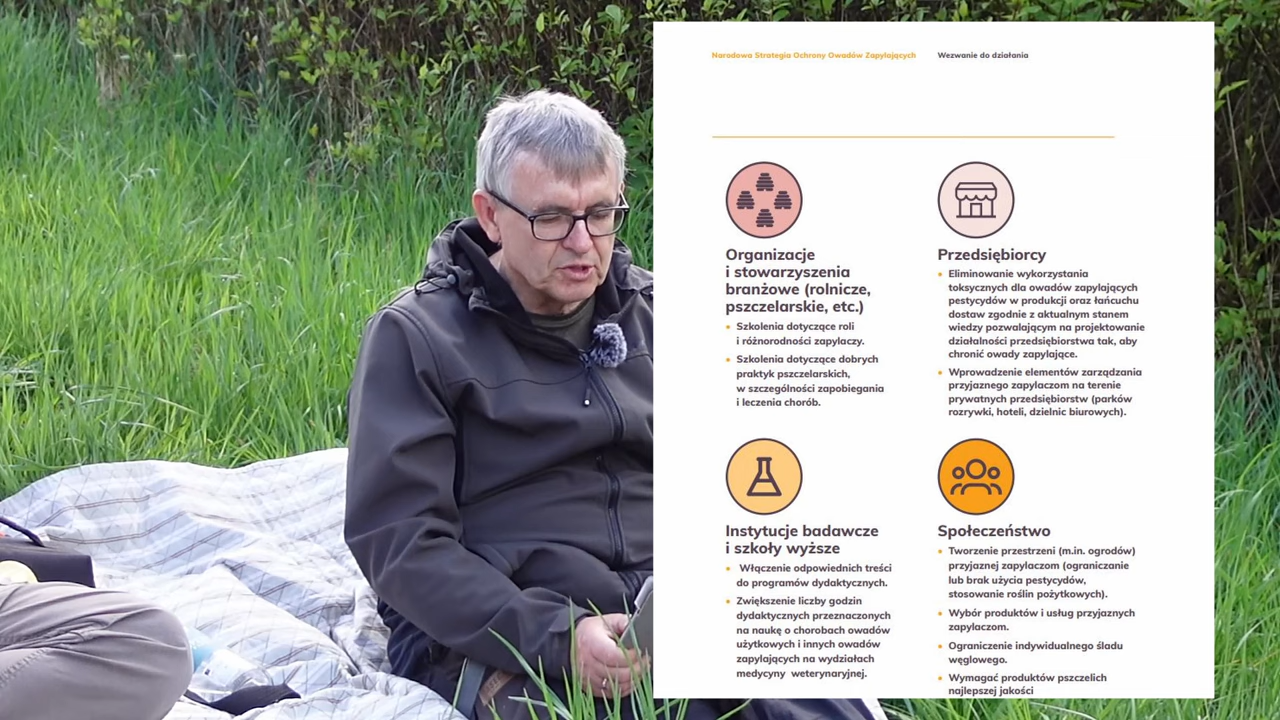 Narodowa Strategia Ochrony Owadów Zapylających
Wezwanie do działania
Organizacje
i stowarzyszenia
branżowe (rolnicze,
pszczelarskie, etc.)
• Szkolenia dotyczące roli
i różnorodności zapylaczy.
• Szkolenia dotyczące dobrych
praktyk pszczelarskich,
w szczególności zapobiegania
i leczenia chorób.
Przedsiębiorcy
• Eliminowanie wykorzystania
toksycznych dla owadów zapylających
pestycydów w produkcji oraz łańcuchu
dostaw zgodnie z aktualnym stanem
wiedzy pozwalającym na projektowanie
działalności przedsiębiorstwa tak, aby
chronić owady zapylające.
• Wprowadzenie elementów zarządzania
przyjaznego zapylaczom na terenie
prywatnych przedsiębiorstw (parków
rozrywki, hoteli, dzielnic biurowych).
Instytucje badawcze
i szkoły wyższe
• Włączenie odpowiednich treści
do programów dydaktycznych.
• Zwiększenie liczby godzin
dydaktycznych przeznaczonych
na naukę o chorobach owadów
użytkowych i innych owadów
zapylających na wydziałach
medycyny weterynaryjnej.
Społeczeństwo
• Tworzenie przestrzeni (m.in. ogrodów)
przyjaznej zapylaczom (ograniczanie
lub brak użycia pestycydów,
stosowanie roślin pożytkowych).
• Wybór produktów i usług przyjaznych
zapylaczom.
• Ograniczenie indywidualnego śladu
węglowego.
• Wymagać produktów pszczelich
najlepszej jakości